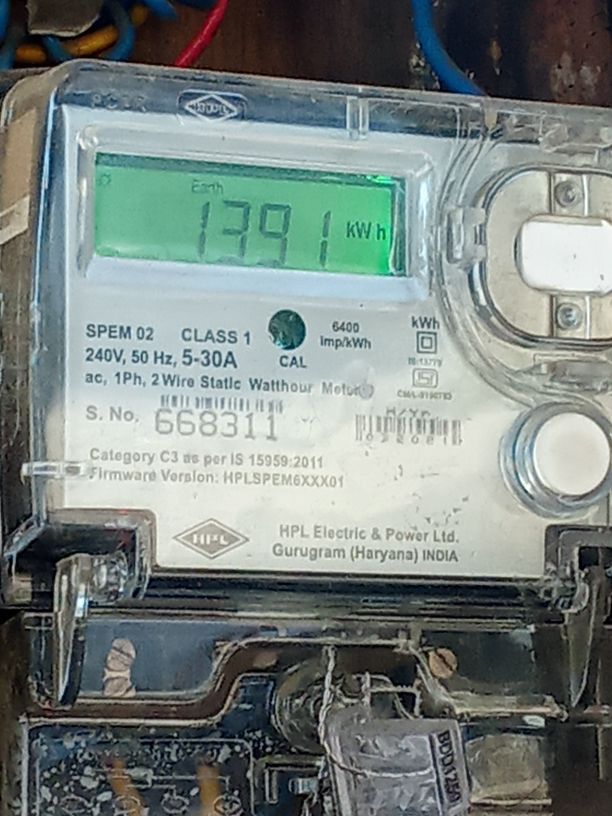 Earth
1391 kWh
SPEM 02 CLASS 1
240V, 50 Hz, 5-30A
CAL
6400
imp/kWh
kWh
ac, 1Ph, 2 Wire Static Watthour Meter
S. No. 668311
M/Yr.
Category C3 as per IS 15959:2011
Firmware Version: HPLSPEM6XXX01
HPL
HPL Electric & Power Ltd.
Gurugram (Haryana) INDIA